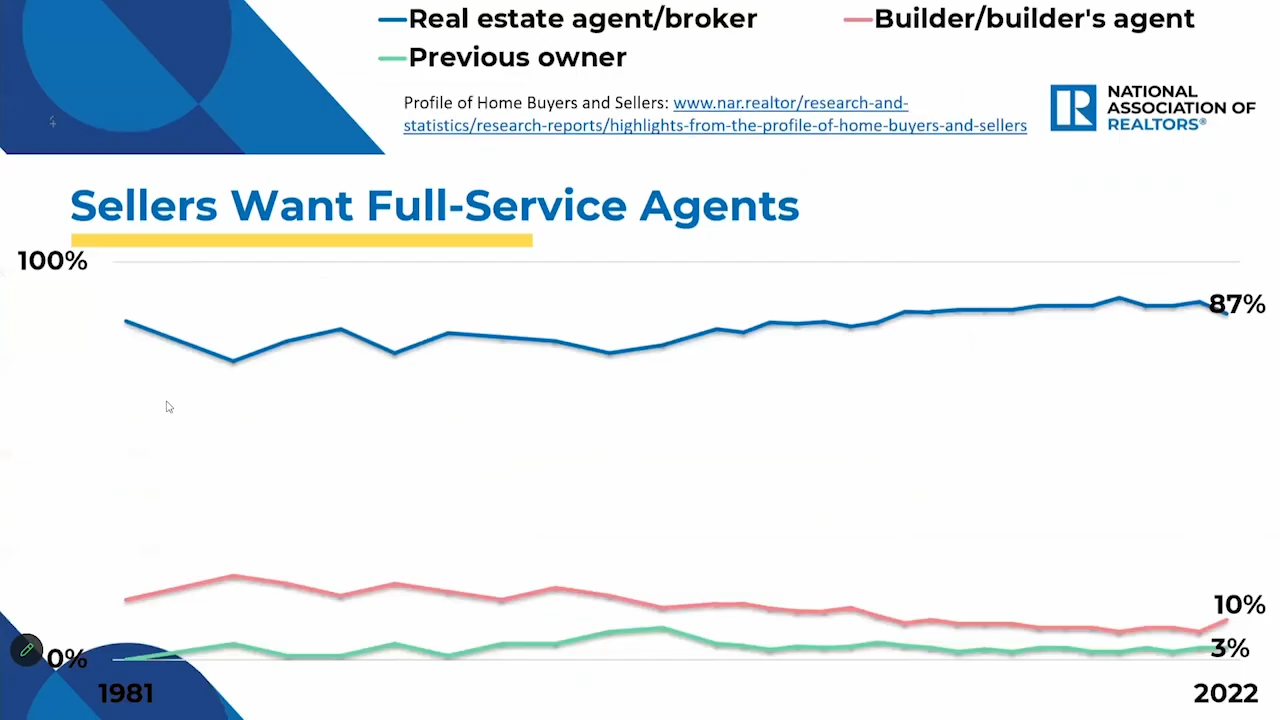 Real estate agent/broker
Builder/builder's agent
Previous owner
Profile of Home Buyers and Sellers: www.nar.realtor/research-and-
statistics/research-reports/highlights-from-the-profile-of-home-buyers-and-sellers
NATIONAL
ASSOCIATION OF
REALTORS®
Sellers Want Full-Service Agents
100%
87%
10%
3%
0%
1981
2022